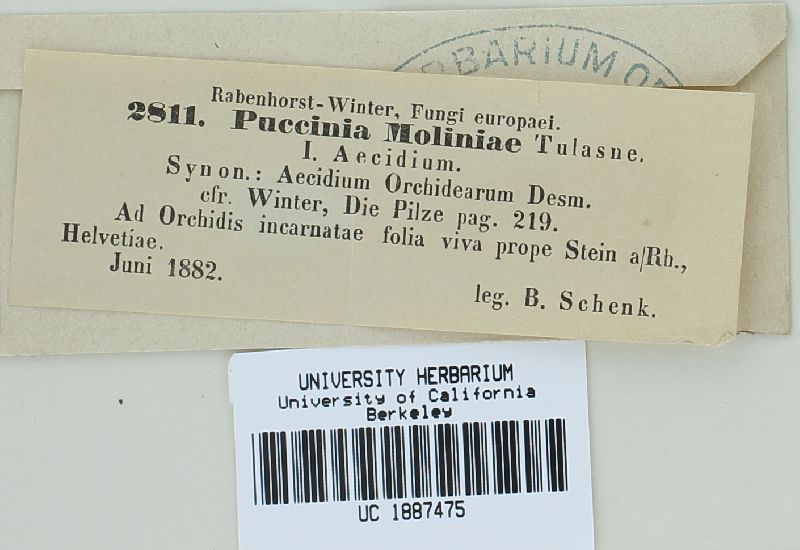 RBARIUM OF
Rabenhorst-Winter, Fungi europaei.
2811. Puccinia Moliniae Tulasne.
I. Aecidium.
Synon.: Aecidium Orchidearum Desm.
cfr. Winter, Die Pilze pag. 219.
Ad Orchidis incarnatae folia viva prope Stein a/Rh.,
Helvetiae.
Juni 1882.
leg. B. Schenk.
UNIVERSITY HERBARIUM
University of California
Berkeley
UC 1887475